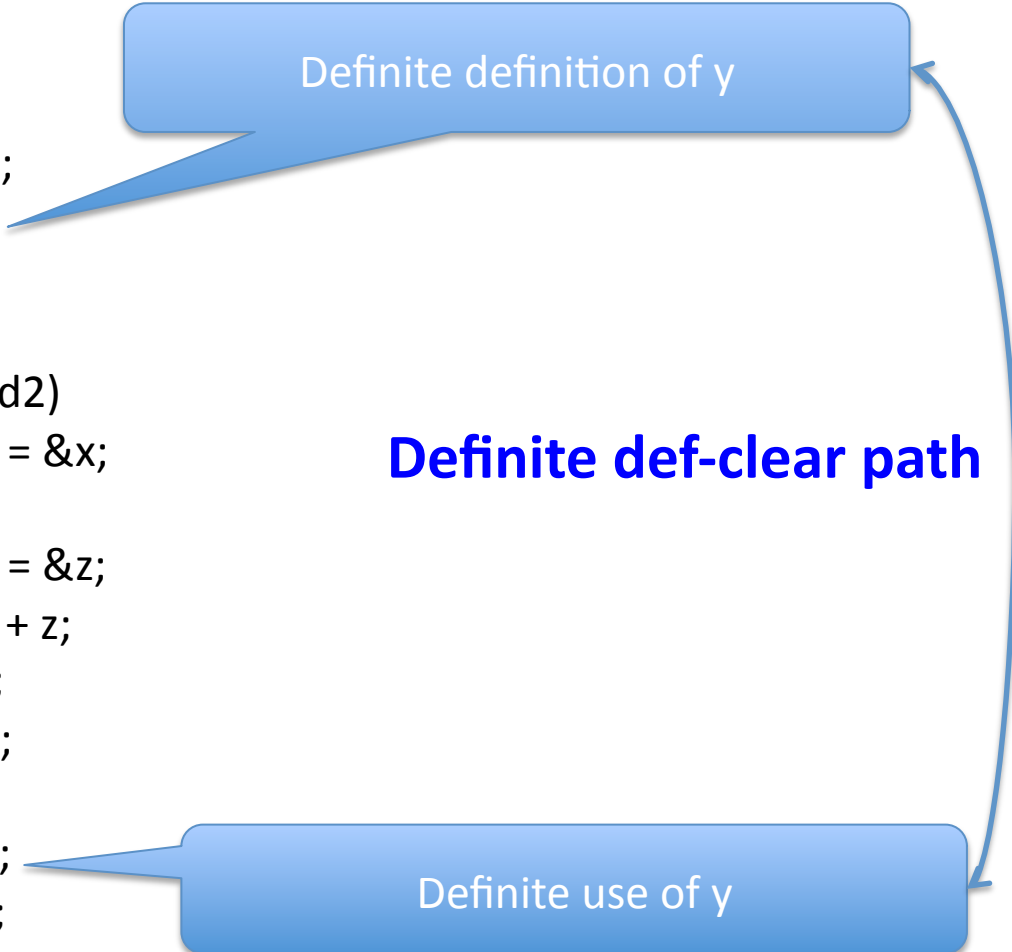 Definite definition of y
;
d2)
= &x;
Definite def-clear path
= &z;
+ z;
;
;
;
Definite use of y
;